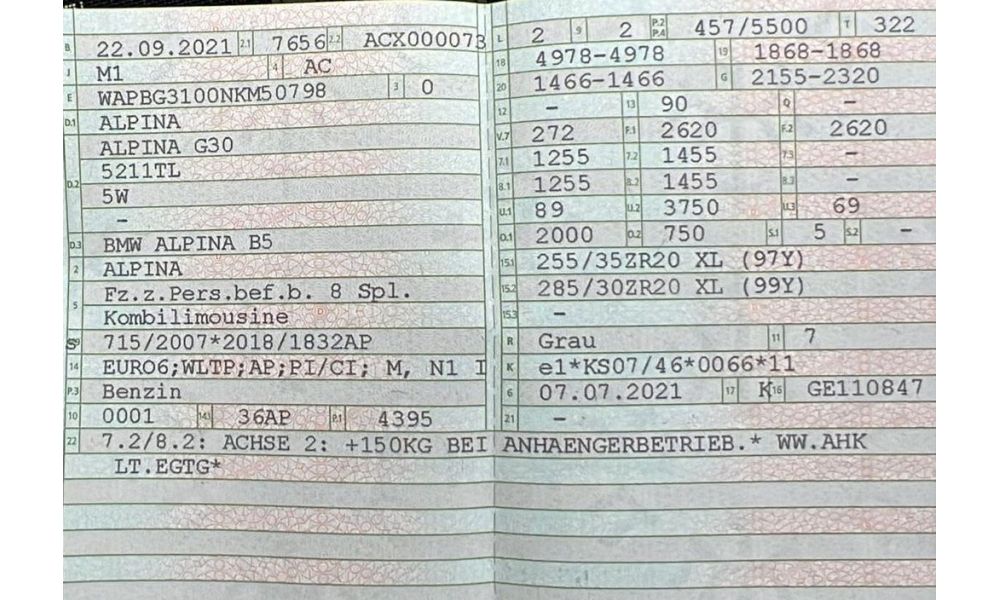 B 22.09.2021 2.1 7656 2.2 ACX000073
J M1 4 AC
E WAPBG3100NKM50798 3 0
D.1 ALPINA
ALPINA G30
D.2 5211TL
5W
–
D.3 BMW ALPINA B5
2 ALPINA
5 Fz.z.Pers.bef.b. 8 Spl.
Kombilimousine
715/2007*2018/1832AP
14 EURO6;WLTP;AP;PI/CI; M, N1 I
P.3 Benzin
10 0001 14.1 36AP P.1 4395
L 2 9 2 P.2 P.4 457/5500 T 322
18 4978-4978 19 1868-1868
20 1466-1466 G 2155-2320
12 – 13 90 Q –
V.7 272 F.1 2620 F.2 2620
7.1 1255 7.2 1455 7.3 –
8.1 1255 8.2 1455 8.3 –
U.1 89 U.2 3750 U.3 69
O.1 2000 O.2 750 S.1 5 S.2 –
15.1 255/35ZR20 XL (97Y)
15.2 285/30ZR20 XL (99Y)
15.3 –
R Grau 11 7
K e1*KS07/46*0066*11
6 07.07.2021 17 K 16 GE110847
21 –
22 7.2/8.2: ACHSE 2: +150KG BEI ANHAENGERBETRIEB.* WW.AHK
LT.EGTG*